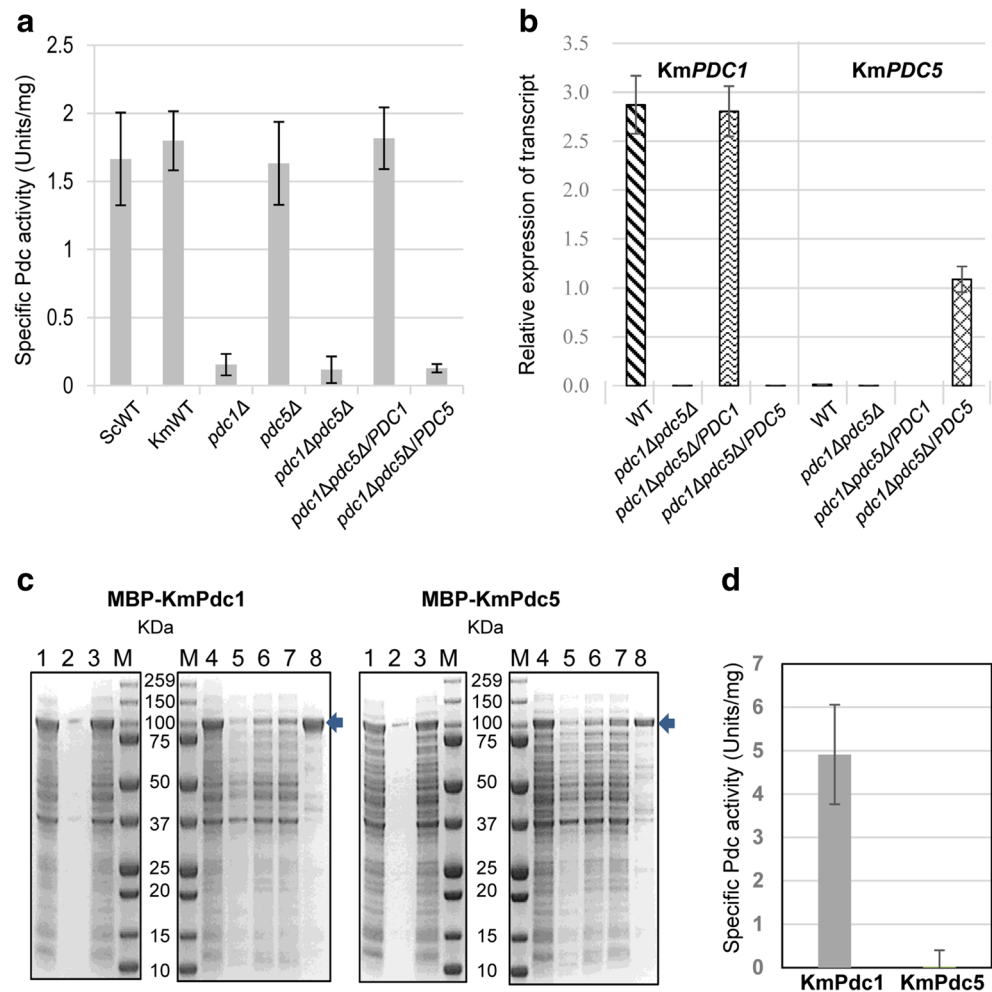 a
Specific Pdc activity (Units/mg)
2.5
2
1.5
1
0.5
0
ScWT
KmWT
pdc1Δ
pdc5Δ
pdc1Δpdc5Δ
pdc1Δpdc5Δ/PDC1
pdc1Δpdc5Δ/PDC5
b
Relative expression of transcript
3.5
3.0
2.5
2.0
1.5
1.0
0.5
0.0
KmPDC1
KmPDC5
WT
pdc1Δpdc5Δ
pdc1Δpdc5Δ/PDC1
pdc1Δpdc5Δ/PDC5
WT
pdc1Δpdc5Δ
pdc1Δpdc5Δ/PDC1
pdc1Δpdc5Δ/PDC5
c
MBP-KmPdc1
KDa
1 2 3 M M 4 5 6 7 8
259
150
100
75
50
37
25
20
15
10
MBP-KmPdc5
KDa
1 2 3 M M 4 5 6 7 8
259
150
100
75
50
37
25
20
15
10
d
Specific Pdc activity (Units/mg)
7
6
5
4
3
2
1
0
KmPdc1 KmPdc5